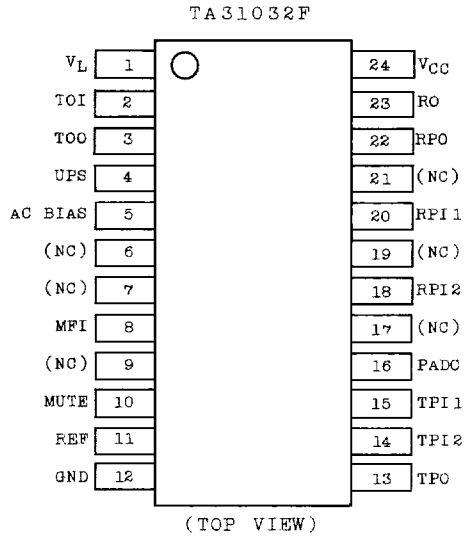 TA31032F
VL 1 24 VCC
TOI 2 23 RO
TOO 3 22 RPO
UPS 4 21 (NC)
AC BIAS 5 20 RPI1
(NC) 6 19 (NC)
(NC) 7 18 RPI2
MFI 8 17 (NC)
(NC) 9 16 PADC
MUTE 10 15 TPI1
REF 11 14 TPI2
GND 12 13 TPO
(TOP VIEW)